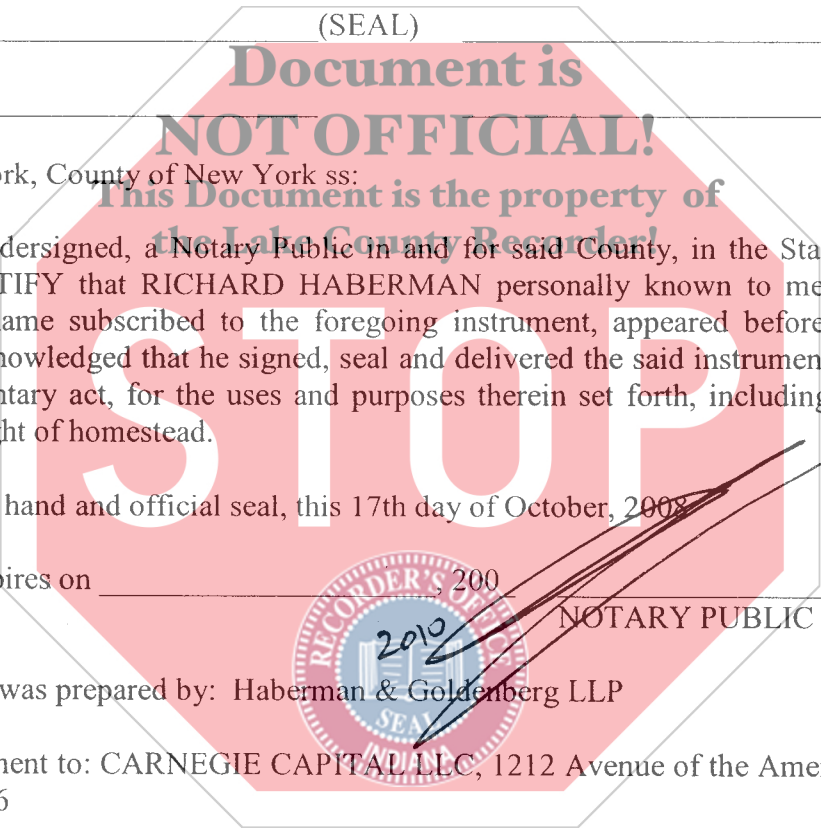 (SEAL)
Document is
NOT OFFICIAL!
ork, County of New York ss:
This Document is the property of
the Lake County Recorder!
dersigned, a Notary Public in and for said County, in the Sta
TIFY that RICHARD HABERMAN personally known to me
ame subscribed to the foregoing instrument, appeared before
nowledged that he signed, seal and delivered the said instrumen
ntary act, for the uses and purposes therein set forth, including
ght of homestead.
STOP
hand and official seal, this 17th day of October, 2008
pires on ____________________, 200__
2010
NOTARY PUBLIC
RECORDER'S OFFICE
SEAL
INDIANA
was prepared by: Haberman & Goldenberg LLP
nent to: CARNEGIE CAPITAL LLC, 1212 Avenue of the Amer
6